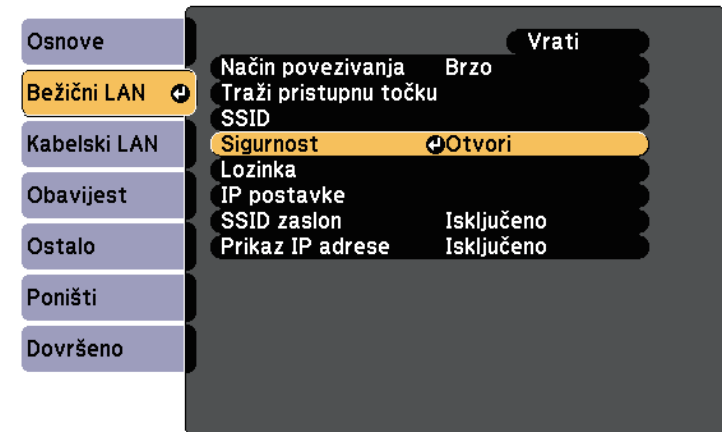 Osnove
Bežični LAN
Kabelski LAN
Obavijest
Ostalo
Poništi
Dovršeno
Vrati
Način povezivanja Brzo
Traži pristupnu točku
SSID
Sigurnost Otvori
Lozinka
IP postavke
SSID zaslon Isključeno
Prikaz IP adrese Isključeno